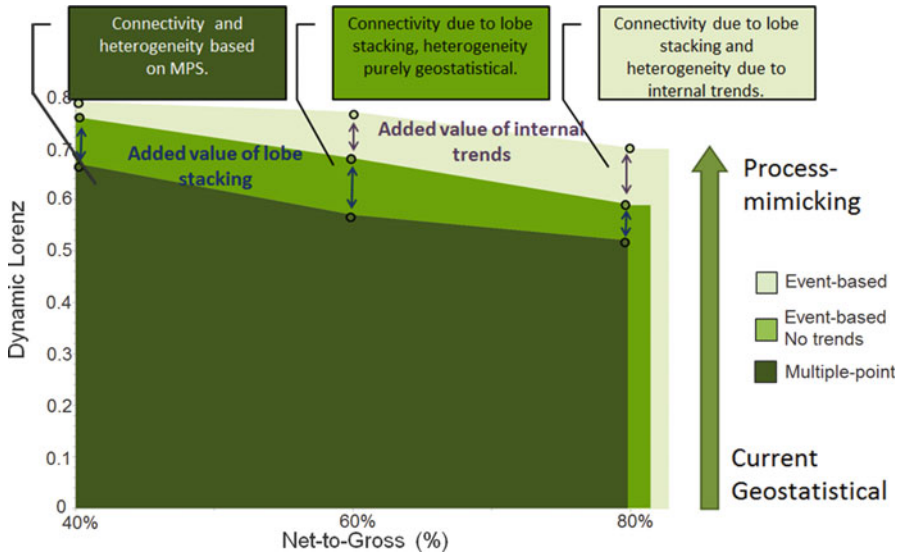 Connectivity and
heterogeneity based
on MPS.
Connectivity due to lobe
stacking, heterogeneity
purely geostatistical.
Connectivity due to lobe
stacking and
heterogeneity due to
internal trends.
0.8
0.7
0.6
0.5
0.4
0.3
0.2
0.1
0
Dynamic Lorenz
Added value of lobe
stacking
Added value of internal
trends
40%
60%
80%
Net-to-Gross (%)
Process-
mimicking
Event-based
Event-based
No trends
Multiple-point
Current
Geostatistical